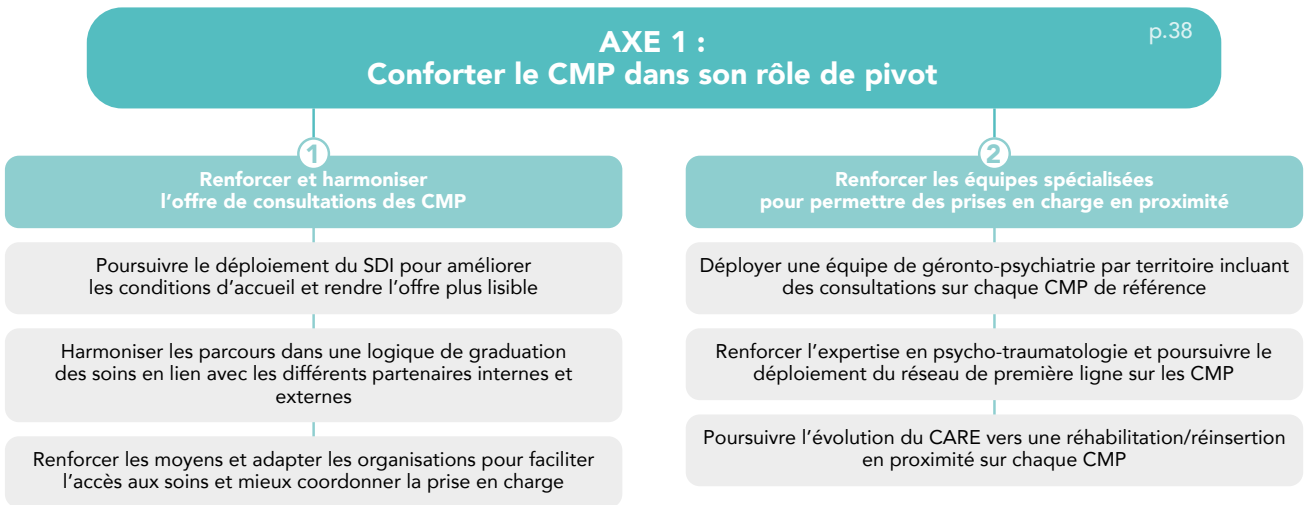 AXE 1 :
Conforter le CMP dans son rôle de pivot
p.38
1
Renforcer et harmoniser
l'offre de consultations des CMP
Poursuivre le déploiement du SDI pour améliorer
les conditions d'accueil et rendre l'offre plus lisible
Harmoniser les parcours dans une logique de graduation
des soins en lien avec les différents partenaires internes et
externes
Renforcer les moyens et adapter les organisations pour faciliter
l'accès aux soins et mieux coordonner la prise en charge
2
Renforcer les équipes spécialisées
pour permettre des prises en charge en proximité
Déployer une équipe de géronto-psychiatrie par territoire incluant
des consultations sur chaque CMP de référence
Renforcer l'expertise en psycho-traumatologie et poursuivre le
déploiement du réseau de première ligne sur les CMP
Poursuivre l'évolution du CARE vers une réhabilitation/réinsertion
en proximité sur chaque CMP